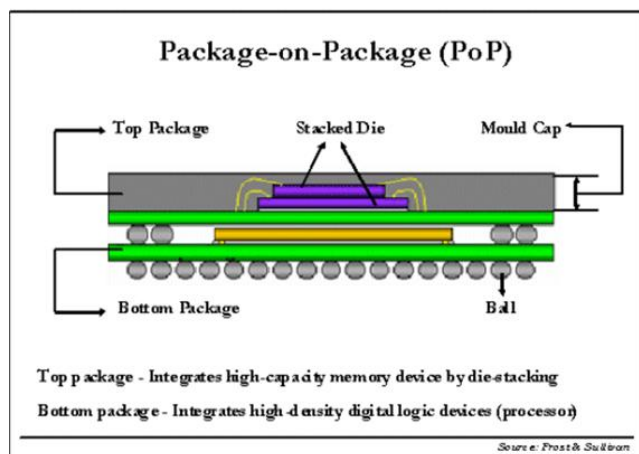 Package-on-Package (PoP)
Top Package Stacked Die Mould Cap
Bottom Package Ball
Top package - Integrates high-capacity memory device by die-stacking
Bottom package - Integrates high-density digital logic devices (processor)
Source: Frost & Sullivan